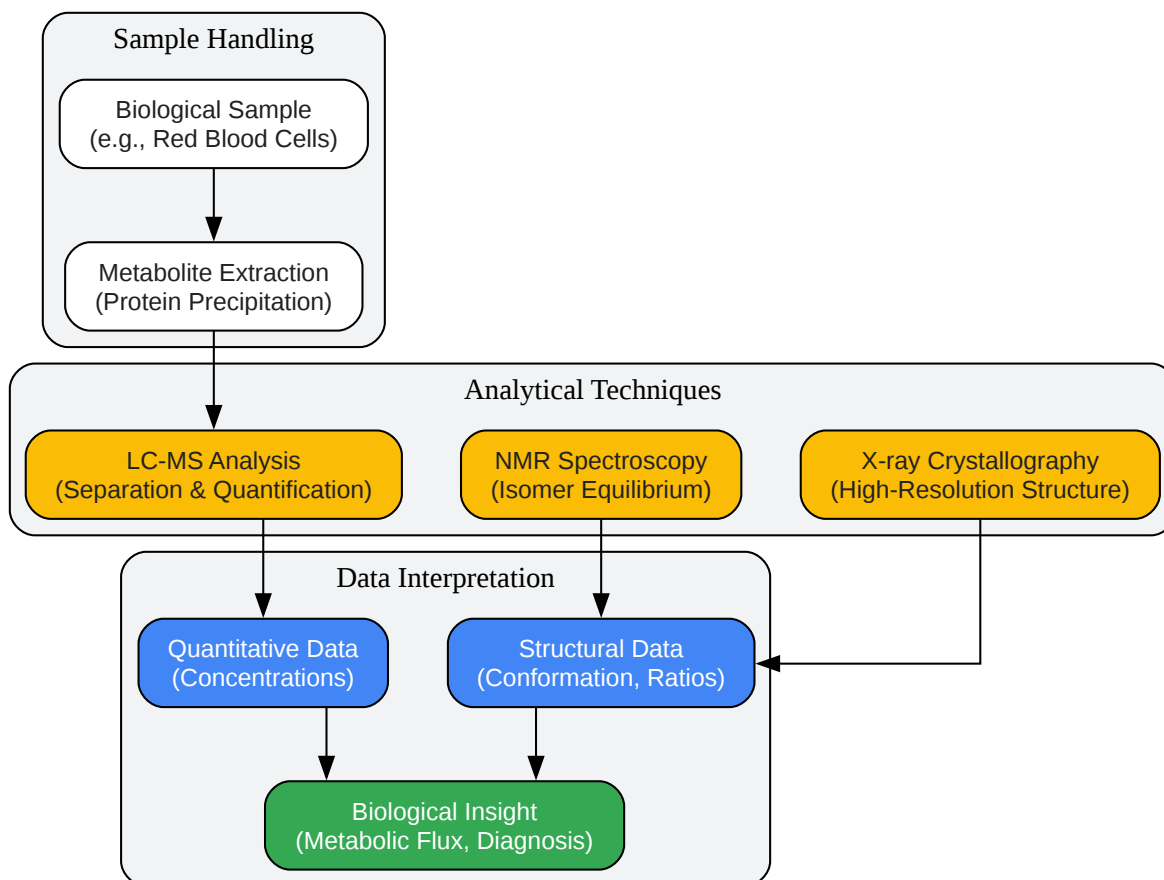 Sample Handling
Biological Sample
(e.g., Red Blood Cells)
Metabolite Extraction
(Protein Precipitation)
Analytical Techniques
LC-MS Analysis
(Separation & Quantification)
NMR Spectroscopy
(Isomer Equilibrium)
X-ray Crystallography
(High-Resolution Structure)
Data Interpretation
Quantitative Data
(Concentrations)
Structural Data
(Conformation, Ratios)
Biological Insight
(Metabolic Flux, Diagnosis)